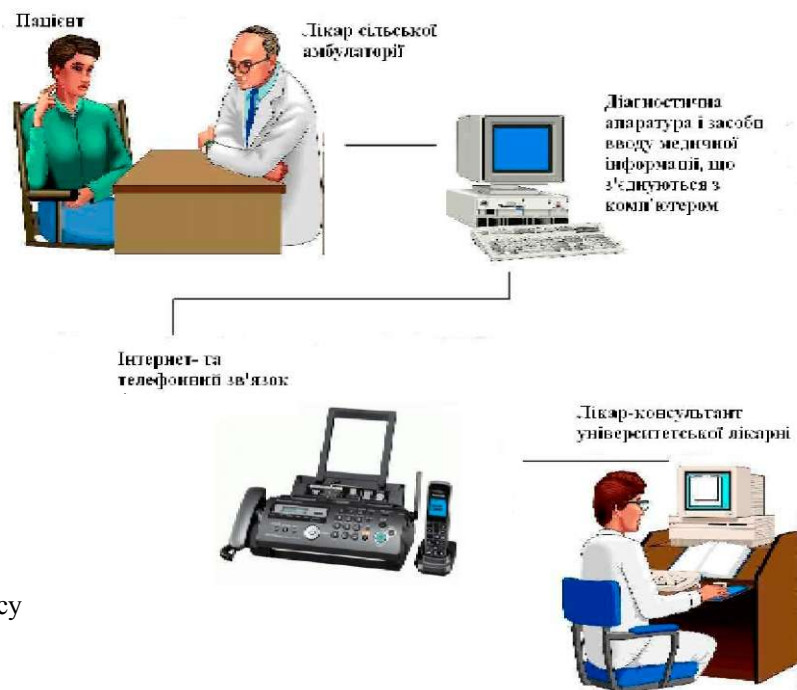 Пацієнт
Лікар сільської
амбулаторії
Діагностична
апаратура і засоби
вводу медичної
інформації, що
з'єднуються з
комп'ютером
Інтернет- та
телефонний зв'язок
Лікар-консультант
університетської лікарні
су